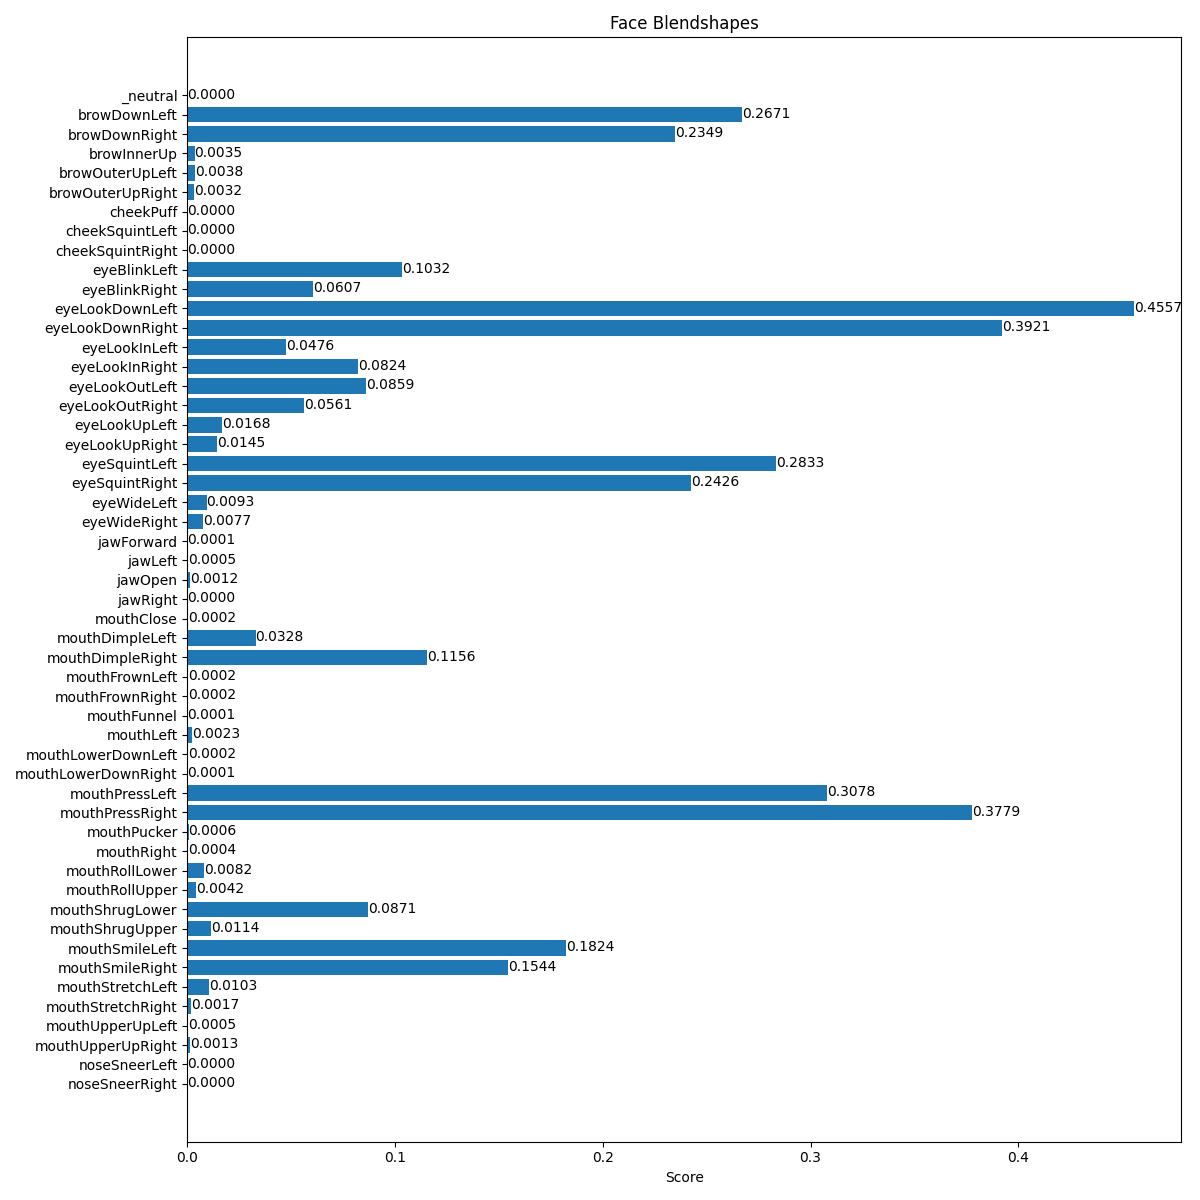 Face Blendshapes
_neutral 0.0000
browDownLeft 0.2671
browDownRight 0.2349
browInnerUp 0.0035
browOuterUpLeft 0.0038
browOuterUpRight 0.0032
cheekPuff 0.0000
cheekSquintLeft 0.0000
cheekSquintRight 0.0000
eyeBlinkLeft 0.1032
eyeBlinkRight 0.0607
eyeLookDownLeft 0.4557
eyeLookDownRight 0.3921
eyeLookInLeft 0.0476
eyeLookInRight 0.0824
eyeLookOutLeft 0.0859
eyeLookOutRight 0.0561
eyeLookUpLeft 0.0168
eyeLookUpRight 0.0145
eyeSquintLeft 0.2833
eyeSquintRight 0.2426
eyeWideLeft 0.0093
eyeWideRight 0.0077
jawForward 0.0001
jawLeft 0.0005
jawOpen 0.0012
jawRight 0.0000
mouthClose 0.0002
mouthDimpleLeft 0.0328
mouthDimpleRight 0.1156
mouthFrownLeft 0.0002
mouthFrownRight 0.0002
mouthFunnel 0.0001
mouthLeft 0.0023
mouthLowerDownLeft 0.0002
mouthLowerDownRight 0.0001
mouthPressLeft 0.3078
mouthPressRight 0.3779
mouthPucker 0.0006
mouthRight 0.0004
mouthRollLower 0.0082
mouthRollUpper 0.0042
mouthShrugLower 0.0871
mouthShrugUpper 0.0114
mouthSmileLeft 0.1824
mouthSmileRight 0.1544
mouthStretchLeft 0.0103
mouthStretchRight 0.0017
mouthUpperUpLeft 0.0005
mouthUpperUpRight 0.0013
noseSneerLeft 0.0000
noseSneerRight 0.0000
0.0 0.1 0.2 0.3 0.4
Score